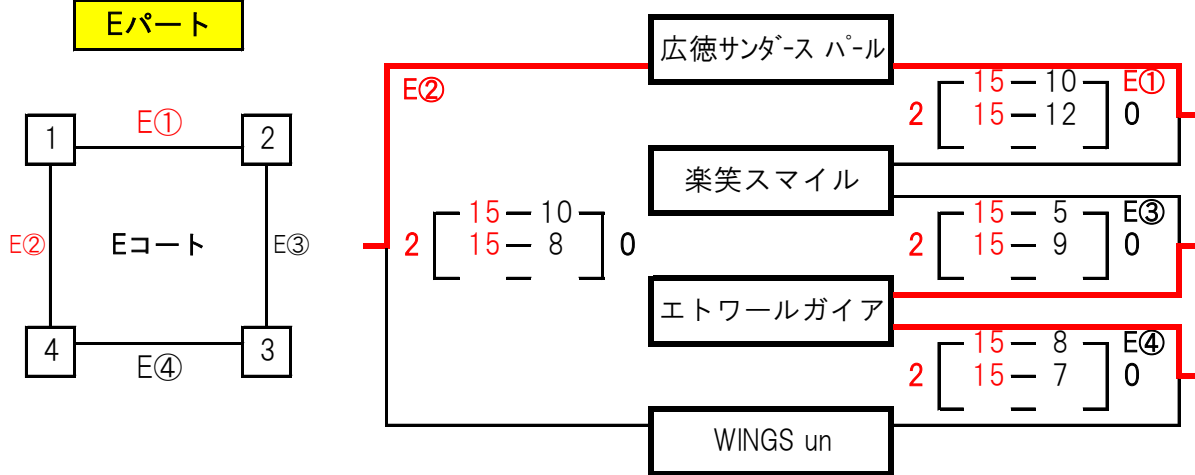 Eパート
1
E①
2
E②
Eコート
E③
4
E④
3
E②
2
15 ― 10
15 ― 8
―
0
広徳サンダース パール
楽笑スマイル
エトワールガイア
WINGS un
E①
2
15 ― 10
15 ― 12
―
0
E③
2
15 ― 5
15 ― 9
―
0
E④
2
15 ― 8
15 ― 7
―
0